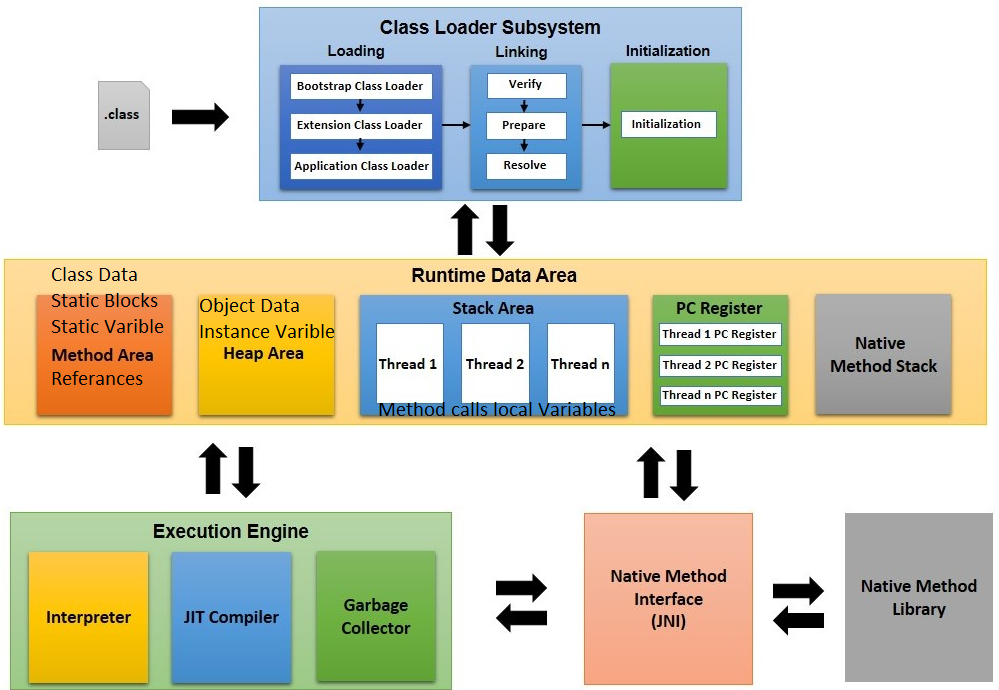 Class Loader Subsystem
Loading
Linking
Initialization
.class
Bootstrap Class Loader
Extension Class Loader
Application Class Loader
Verify
Prepare
Resolve
Initialization
Runtime Data Area
Class Data
Static Blocks
Static Varible
Method Area
Referances
Object Data
Instance Varible
Heap Area
Stack Area
Thread 1
Thread 2
Thread n
Method calls local Variables
PC Register
Thread 1 PC Register
Thread 2 PC Register
Thread n PC Register
Native
Method Stack
Execution Engine
Interpreter
JIT Compiler
Garbage
Collector
Native Method
Interface
(JNI)
Native Method
Library